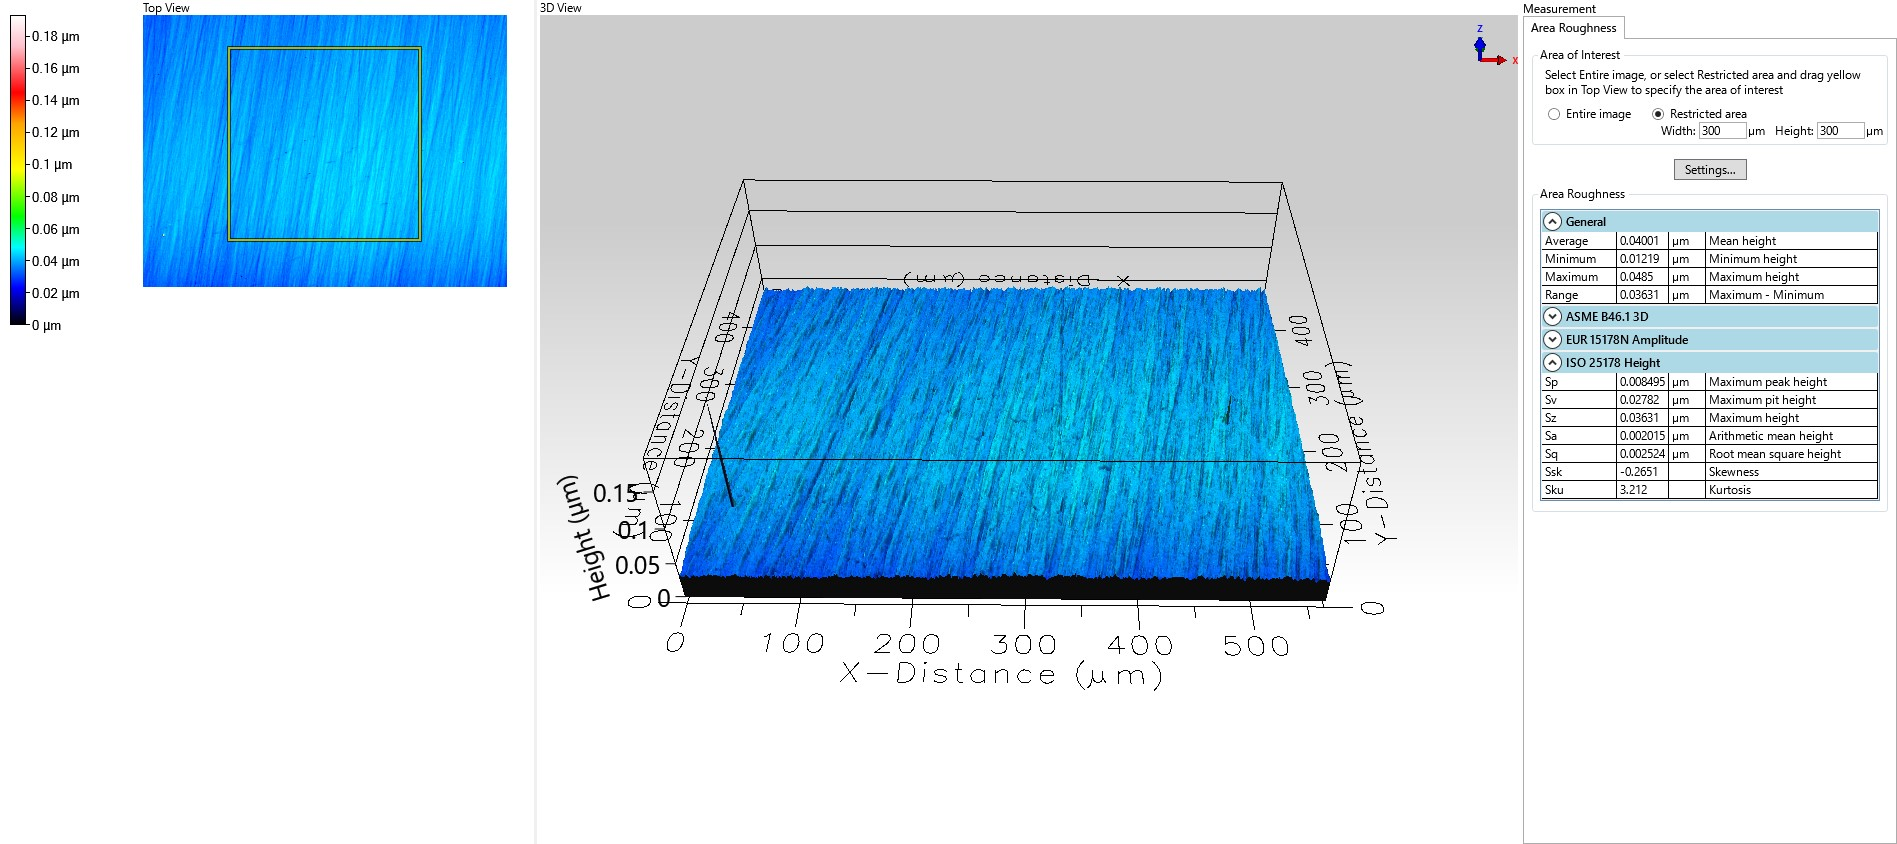 Top View
0.18 µm
0.16 µm
0.14 µm
0.12 µm
0.1 µm
0.08 µm
0.06 µm
0.04 µm
0.02 µm
0 µm
3D View
z
x
X-Distance (µm)
400
300
200
100
0
Y-Distance (µm)
400
300
200
100
0
Y-Distance (µm)
Height (µm)
0.15
0.1
0.05
0
0 100 200 300 400 500
X-Distance (µm)
Measurement
Area Roughness
Area of Interest
Select Entire image, or select Restricted area and drag yellow
box in Top View to specify the area of interest
Entire image Restricted area
Width: 300 µm Height: 300 µm
Settings...
Area Roughness
General
Average 0.04001 µm Mean height
Minimum 0.01219 µm Minimum height
Maximum 0.0485 µm Maximum height
Range 0.03631 µm Maximum - Minimum
ASME B46.1 3D
EUR 15178N Amplitude
ISO 25178 Height
Sp 0.008495 µm Maximum peak height
Sv 0.02782 µm Maximum pit height
Sz 0.03631 µm Maximum height
Sa 0.002015 µm Arithmetic mean height
Sq 0.002524 µm Root mean square height
Ssk -0.2651 Skewness
Sku 3.212 Kurtosis